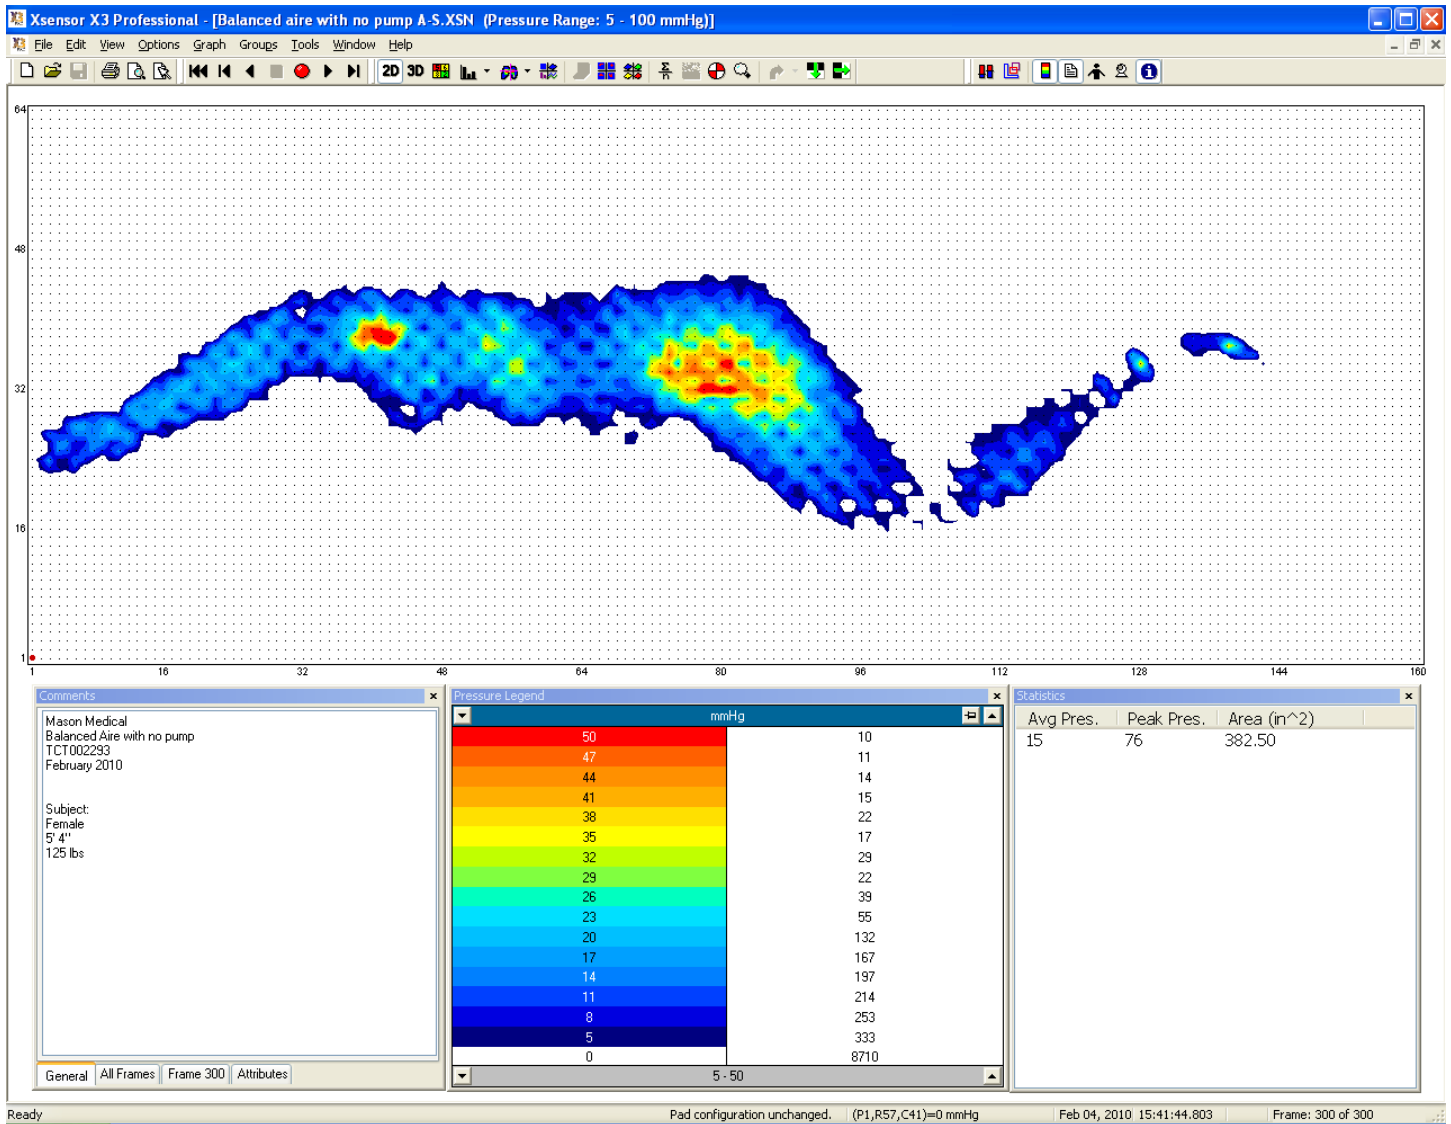 Xsensor X3 Professional - [Balanced aire with no pump A-S.XSN (Pressure Range: 5 - 100 mmHg)]
File Edit View Options Graph Groups Tools Window Help
2D 3D
64
48
32
16
1
1 16 32 48 64 80 96 112 128 144 160
Comments
Mason Medical
Balanced Aire with no pump
TCT002293
February 2010
Subject:
Female
5' 4"
125 lbs
General All Frames Frame 300 Attributes
Pressure Legend
mmHg
50 10
47 11
44 14
41 15
38 22
35 17
32 29
29 22
26 39
23 55
20 132
17 167
14 197
11 214
8 253
5 333
0 8710
5 - 50
Statistics
Avg Pres. Peak Pres. Area (in^2)
15 76 382.50
Ready Pad configuration unchanged. (P1,R57,C41)=0 mmHg Feb 04, 2010 15:41:44.803 Frame: 300 of 300